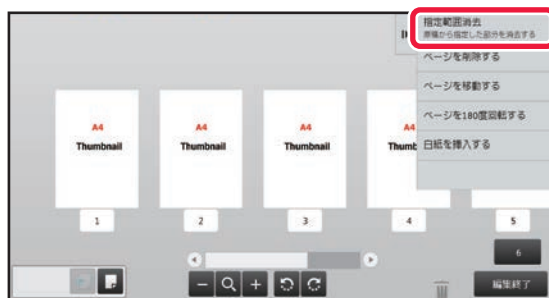 指定範囲消去
原稿から指定した部分を消去する
ページを削除する
ページを移動する
ページを180度回転する
白紙を挿入する
A4
Thumbnail
A4
Thumbnail
A4
Thumbnail
A4
Thumb
1
2
3
4
5
6
編集終了